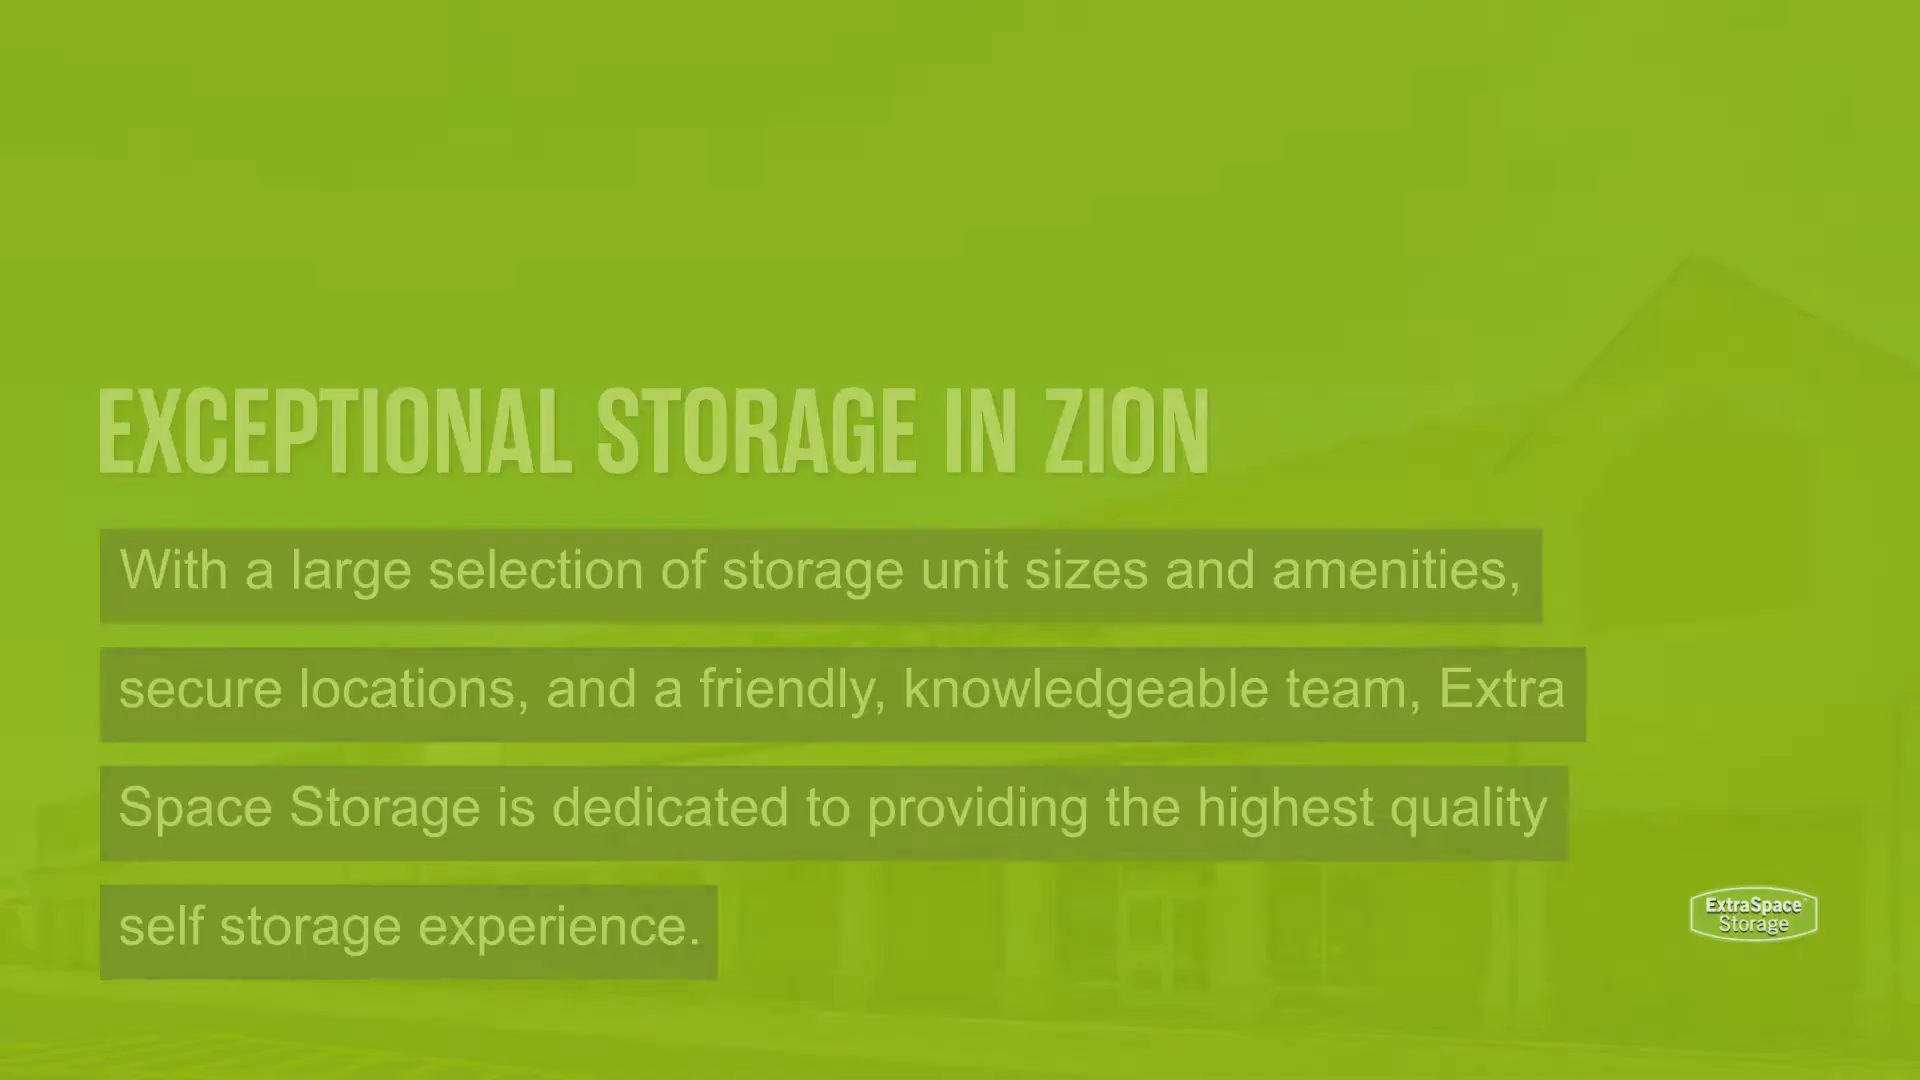 EXCEPTIONAL STORAGE IN ZION
With a large selection of storage unit sizes and amenities,
secure locations, and a friendly, knowledgeable team, Extra
Space Storage is dedicated to providing the highest quality
self storage experience.
ExtraSpace
Storage